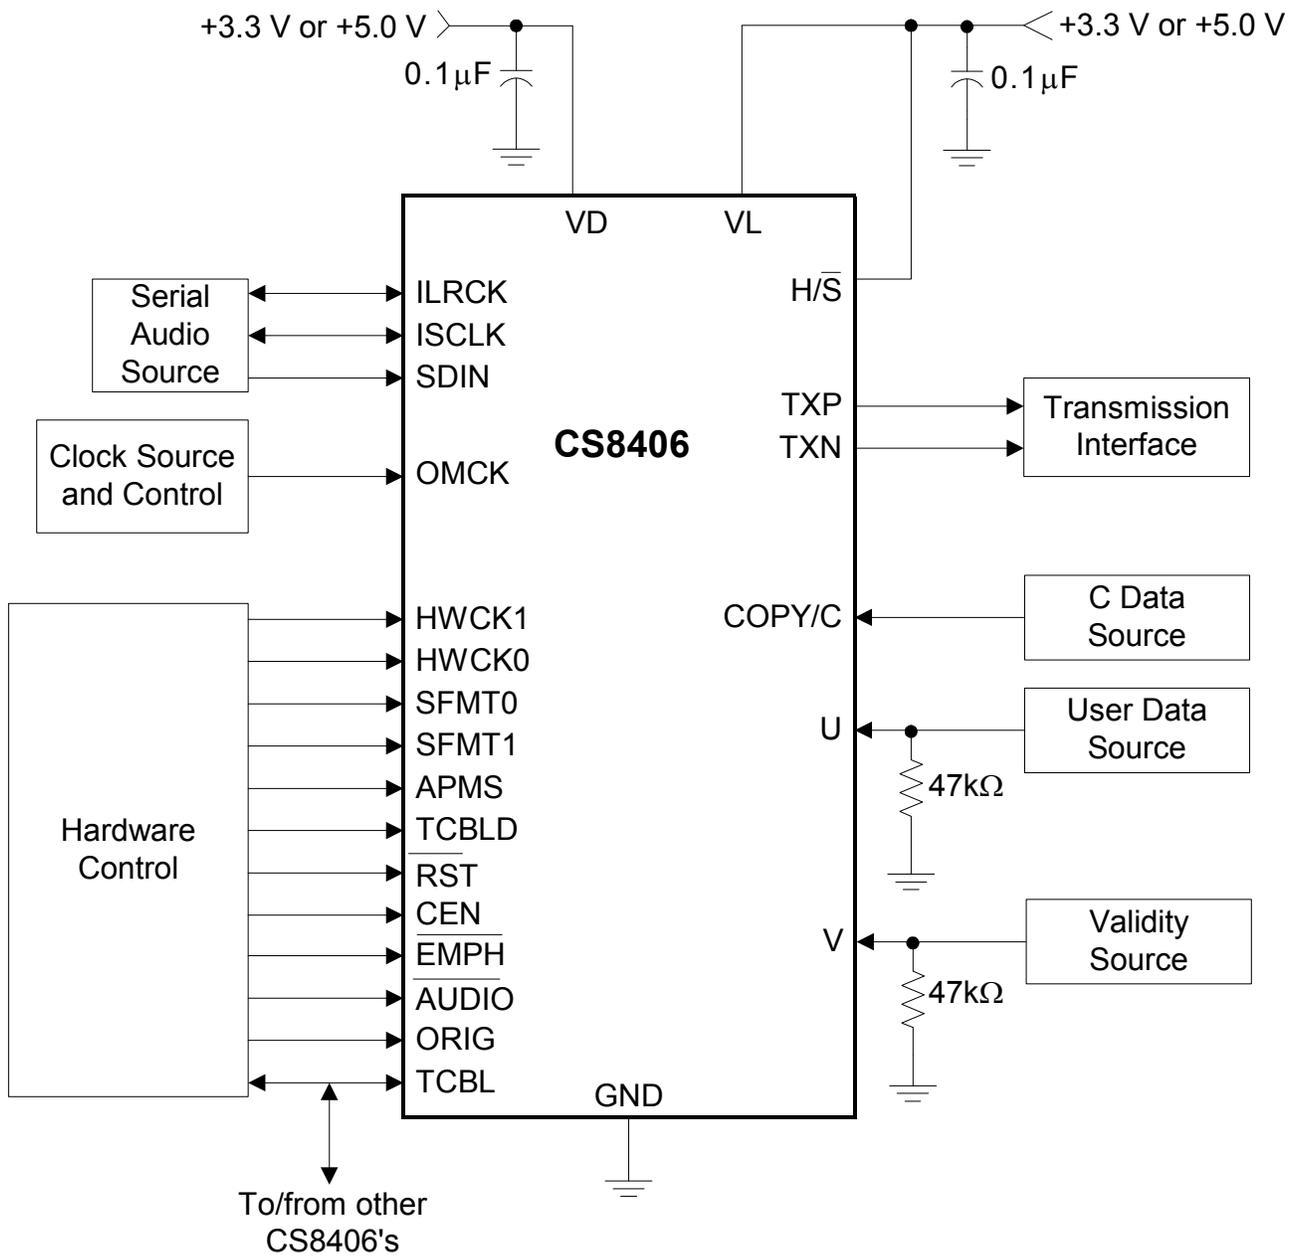 +3.3 V or +5.0 V
+3.3 V or +5.0 V
0.1µF
0.1µF
VD
VL
Serial
Audio
Source
ILRCK
ISCLK
SDIN
H/S̅
Clock Source
and Control
OMCK
CS8406
TXP
TXN
Transmission
Interface
Hardware
Control
HWCK1
HWCK0
SFMT0
SFMT1
APMS
TCBLD
R̅S̅T̅
CEN
E̅M̅P̅H̅
A̅U̅D̅I̅O̅
ORIG
TCBL
COPY/C
C Data
Source
U
User Data
Source
47kΩ
V
Validity
Source
47kΩ
GND
To/from other
CS8406's